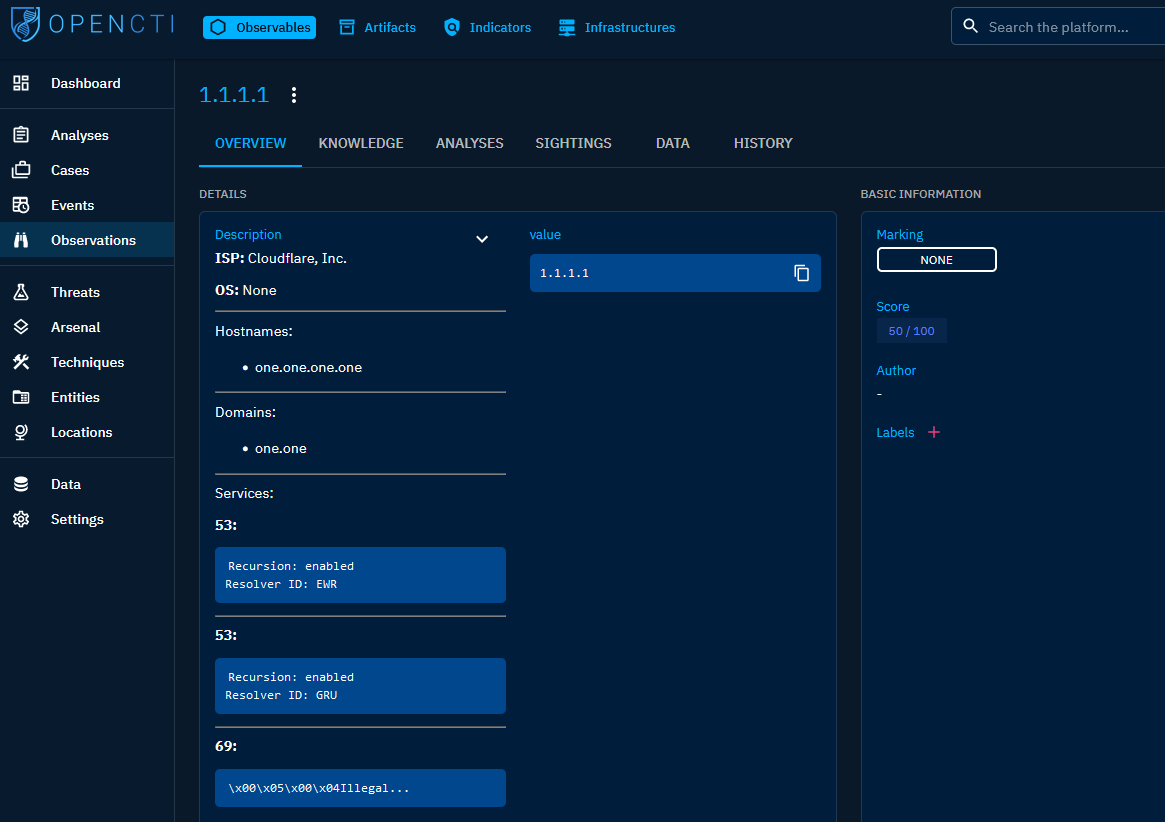 OPENCTI
Observables
Artifacts
Indicators
Infrastructures
Search the platform...
Dashboard
Analyses
Cases
Events
Observations
Threats
Arsenal
Techniques
Entities
Locations
Data
Settings
1.1.1.1
OVERVIEW
KNOWLEDGE
ANALYSES
SIGHTINGS
DATA
HISTORY
DETAILS
Description
ISP: Cloudflare, Inc.
OS: None
Hostnames:
• one.one.one.one
Domains:
• one.one
Services:
53:
Recursion: enabled
Resolver ID: EWR
53:
Recursion: enabled
Resolver ID: GRU
69:
\x00\x05\x00\x04Illegal...
value
1.1.1.1
BASIC INFORMATION
Marking
NONE
Score
50 / 100
Author
-
Labels +